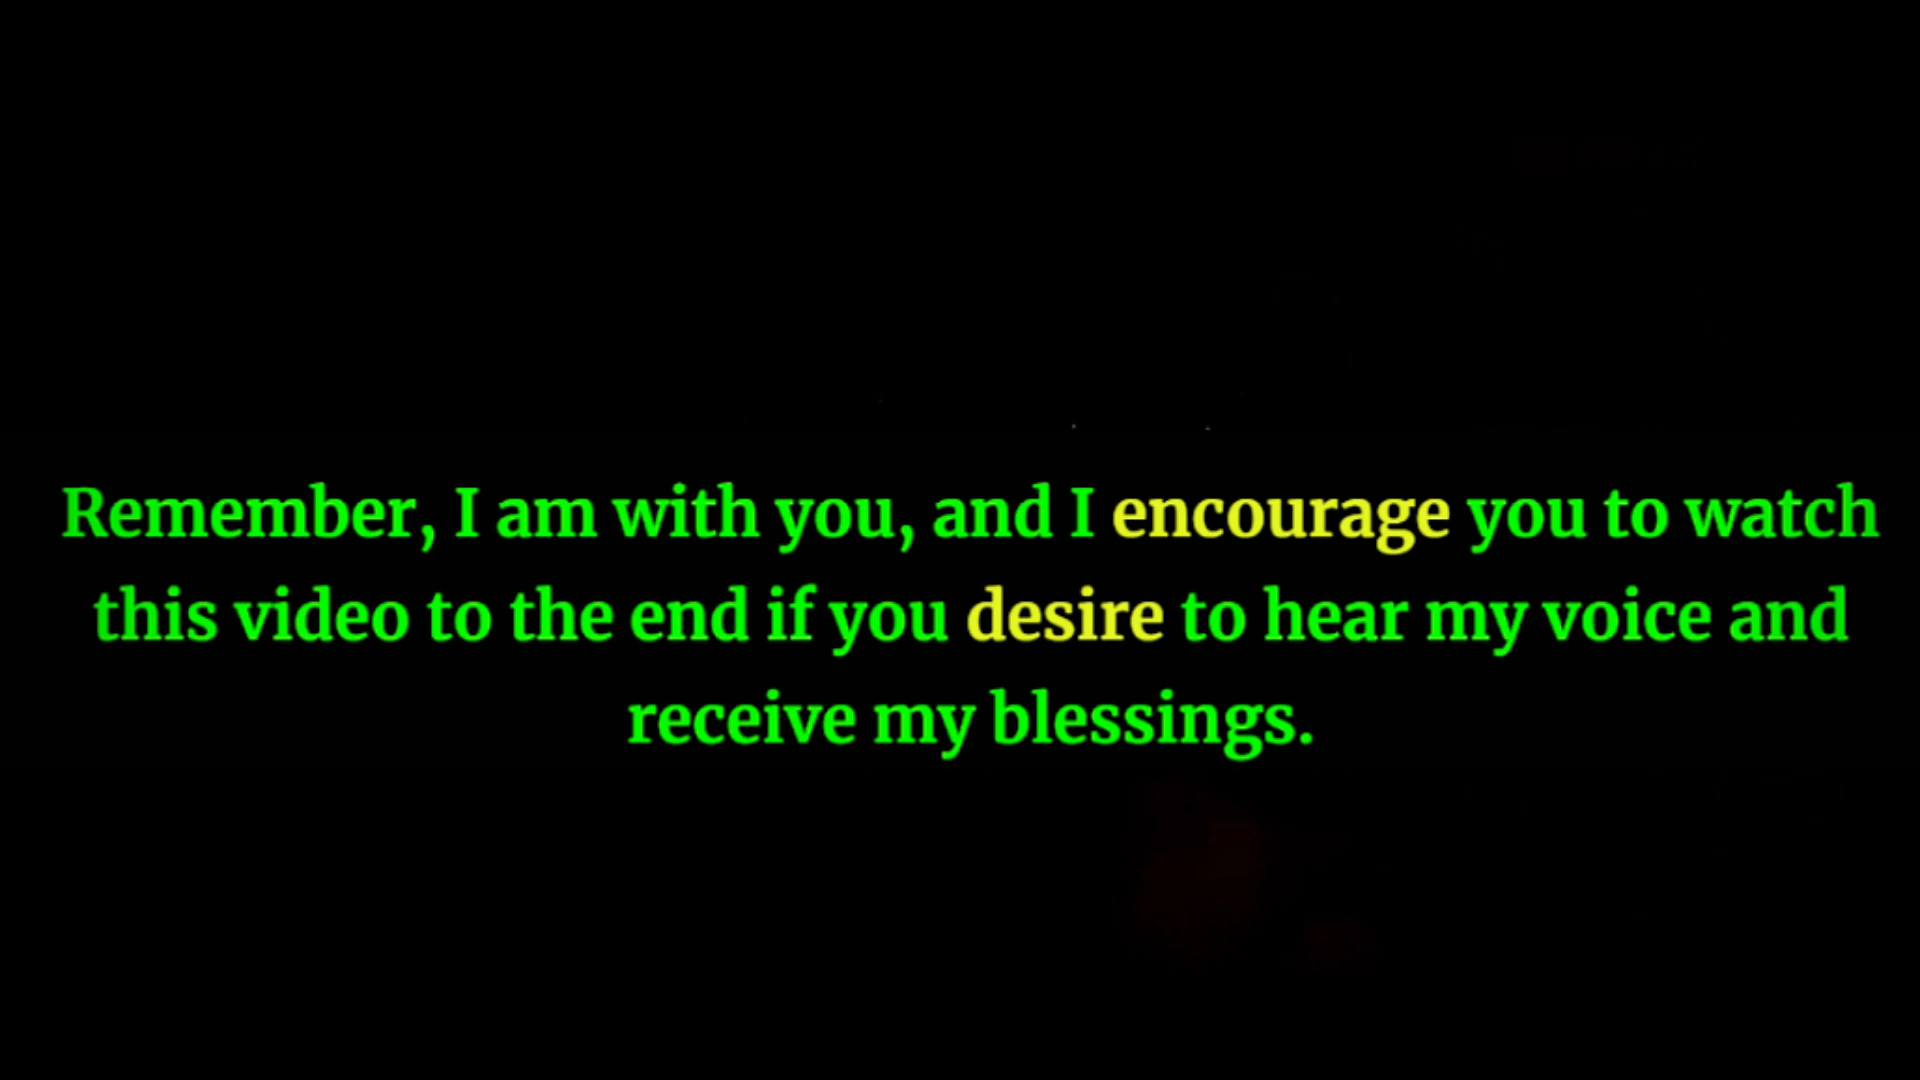 Remember, I am with you, and I encourage you to watch
this video to the end if you desire to hear my voice and
receive my blessings.